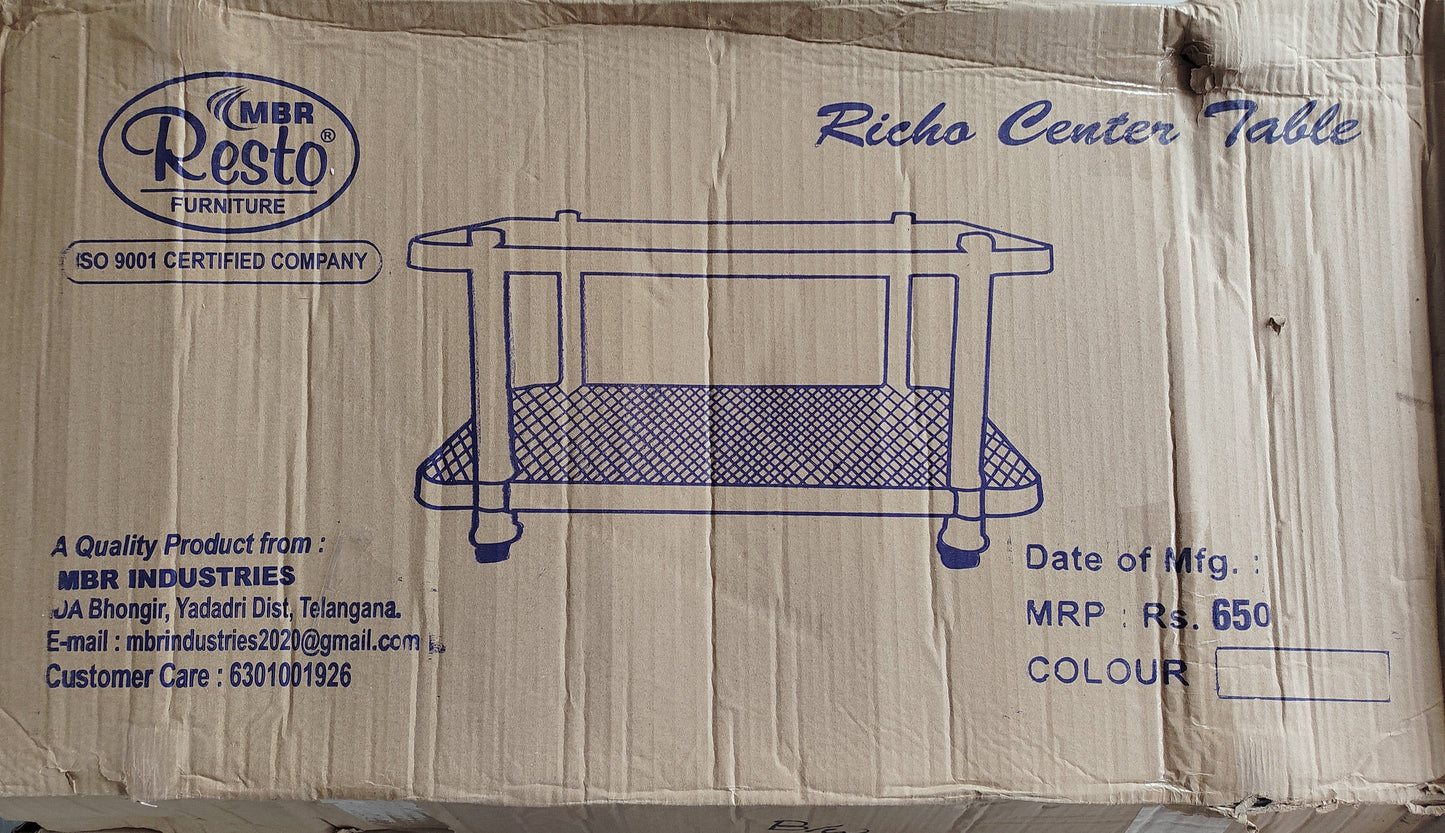 MBR
Resto®
FURNITURE
ISO 9001 CERTIFIED COMPANY
Richo Center Table
A Quality Product from :
MBR INDUSTRIES
Bhongir, Yadadri Dist, Telangana.
E-mail : mbrindustries2020@gmail.com
Customer Care : 6301001926
Date of Mfg. :
MRP : Rs. 650
COLOUR